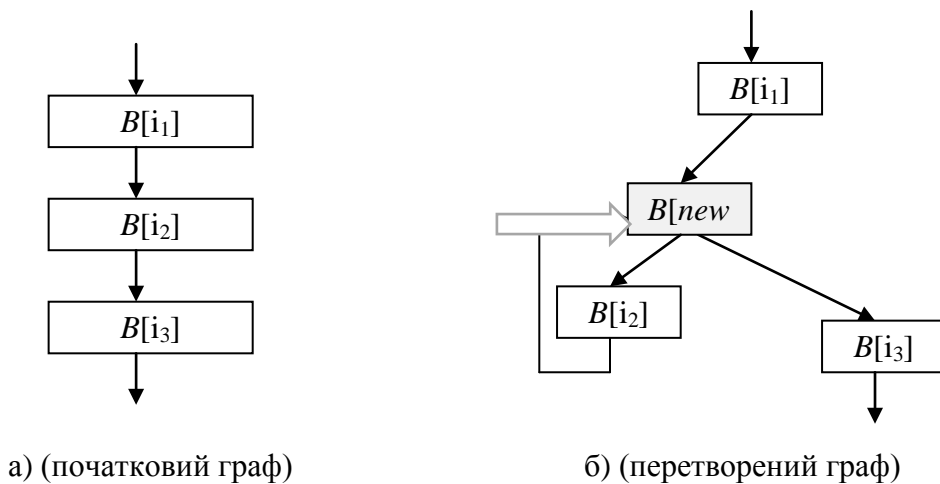 B[i₁]
B[i₂]
B[i₃]
а) (початковий граф)
B[i₁]
B[new
B[i₂]
B[i₃]
б) (перетворений граф)